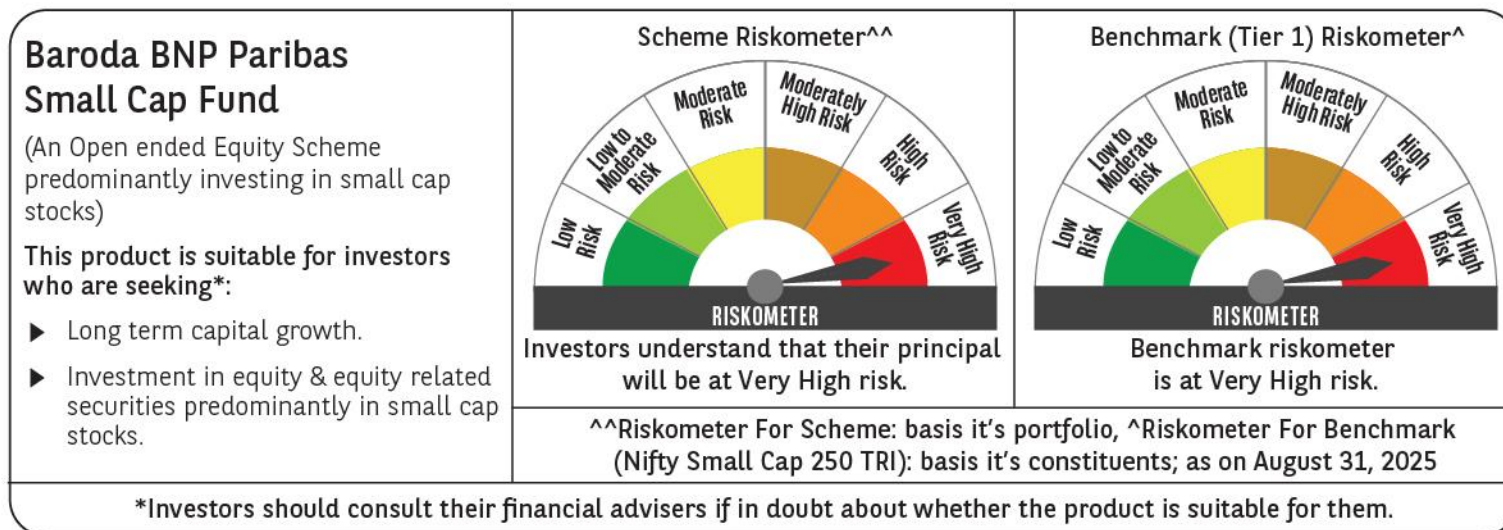 Baroda BNP Paribas
Small Cap Fund
(An Open ended Equity Scheme
predominantly investing in small cap
stocks)
This product is suitable for investors
who are seeking*:
▶ Long term capital growth.
▶ Investment in equity & equity related
securities predominantly in small cap
stocks.
Scheme Riskometer^^
Low
Risk
Low to
Moderate
Risk
Moderate
Risk
Moderately
High Risk
High
Risk
Very High
Risk
RISKOMETER
Investors understand that their principal
will be at Very High risk.
Benchmark (Tier 1) Riskometer^
Low
Risk
Low to
Moderate
Risk
Moderate
Risk
Moderately
High Risk
High
Risk
Very High
Risk
RISKOMETER
Benchmark riskometer
is at Very High risk.
^^Riskometer For Scheme: basis it's portfolio, ^Riskometer For Benchmark
(Nifty Small Cap 250 TRI): basis it's constituents; as on August 31, 2025
*Investors should consult their financial advisers if in doubt about whether the product is suitable for them.